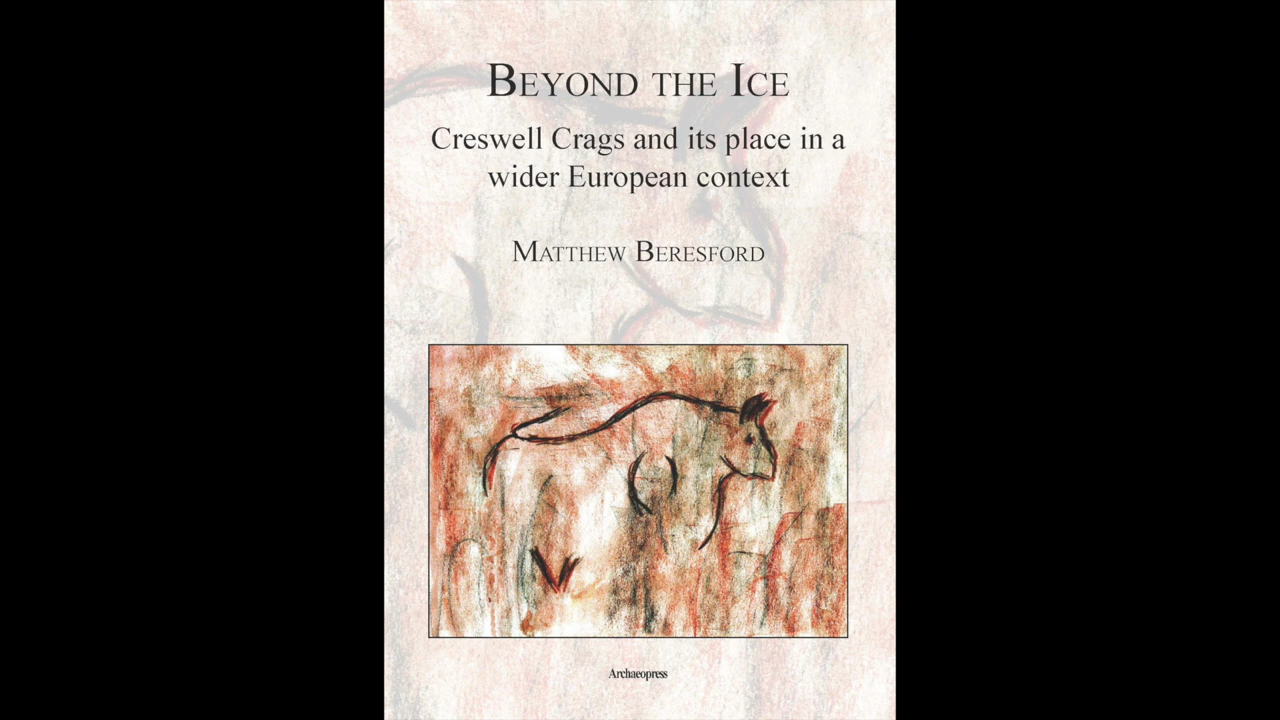 Beyond the Ice
Creswell Crags and its place in a
wider European context
Matthew Beresford
Archaeopress